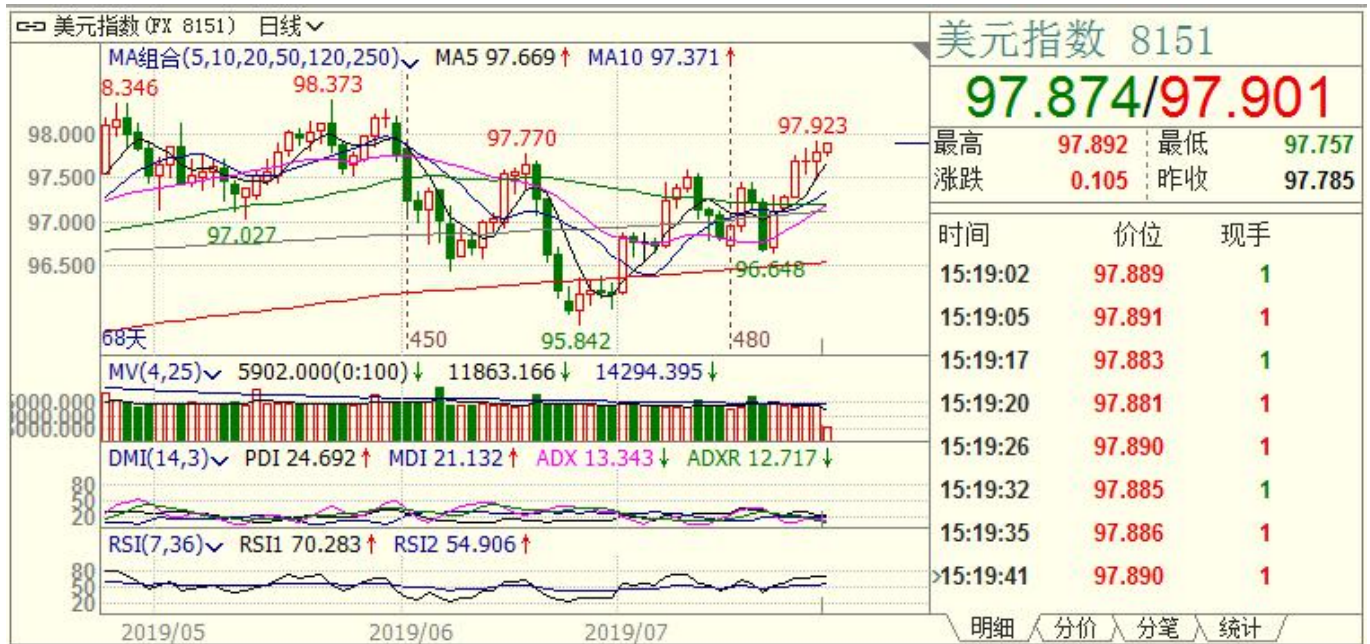 美元指数(FX 8151) 日线
MA组合(5,10,20,50,120,250) MA5 97.669↑ MA10 97.371↑
8.346
98.373
97.770
97.923
98.000
97.500
97.000
96.500
97.027
96.648
95.842
68天
450
480
MV(4,25) 5902.000(0:100)↓ 11863.166↓ 14294.395↓
5000.000
5000.000
DMI(14,3) PDI 24.692↑ MDI 21.132↑ ADX 13.343↓ ADXR 12.717↓
80
50
20
RSI(7,36) RSI1 70.283↑ RSI2 54.906↑
80
50
20
2019/05 2019/06 2019/07
美元指数 8151
97.874/97.901
最高 97.892 最低 97.757
涨跌 0.105 昨收 97.785
时间 价位 现手
15:19:02 97.889 1
15:19:05 97.891 1
15:19:17 97.883 1
15:19:20 97.881 1
15:19:26 97.890 1
15:19:32 97.885 1
15:19:35 97.886 1
>15:19:41 97.890 1
明细 分价 分笔 统计